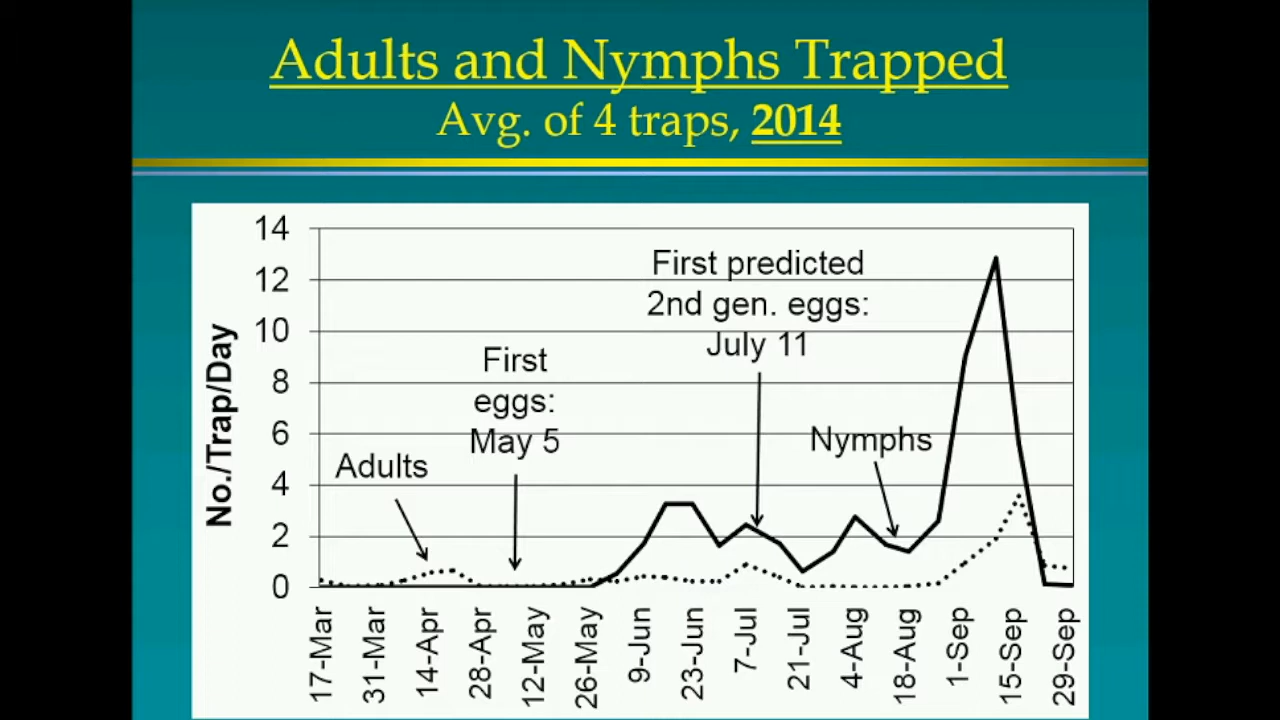 Adults and Nymphs Trapped
Avg. of 4 traps, 2014
14
12
10
8
6
4
2
0
No./Trap/Day
Adults
First
eggs:
May 5
First predicted
2nd gen. eggs:
July 11
Nymphs
17-Mar
31-Mar
14-Apr
28-Apr
12-May
26-May
9-Jun
23-Jun
7-Jul
21-Jul
4-Aug
18-Aug
1-Sep
15-Sep
29-Sep